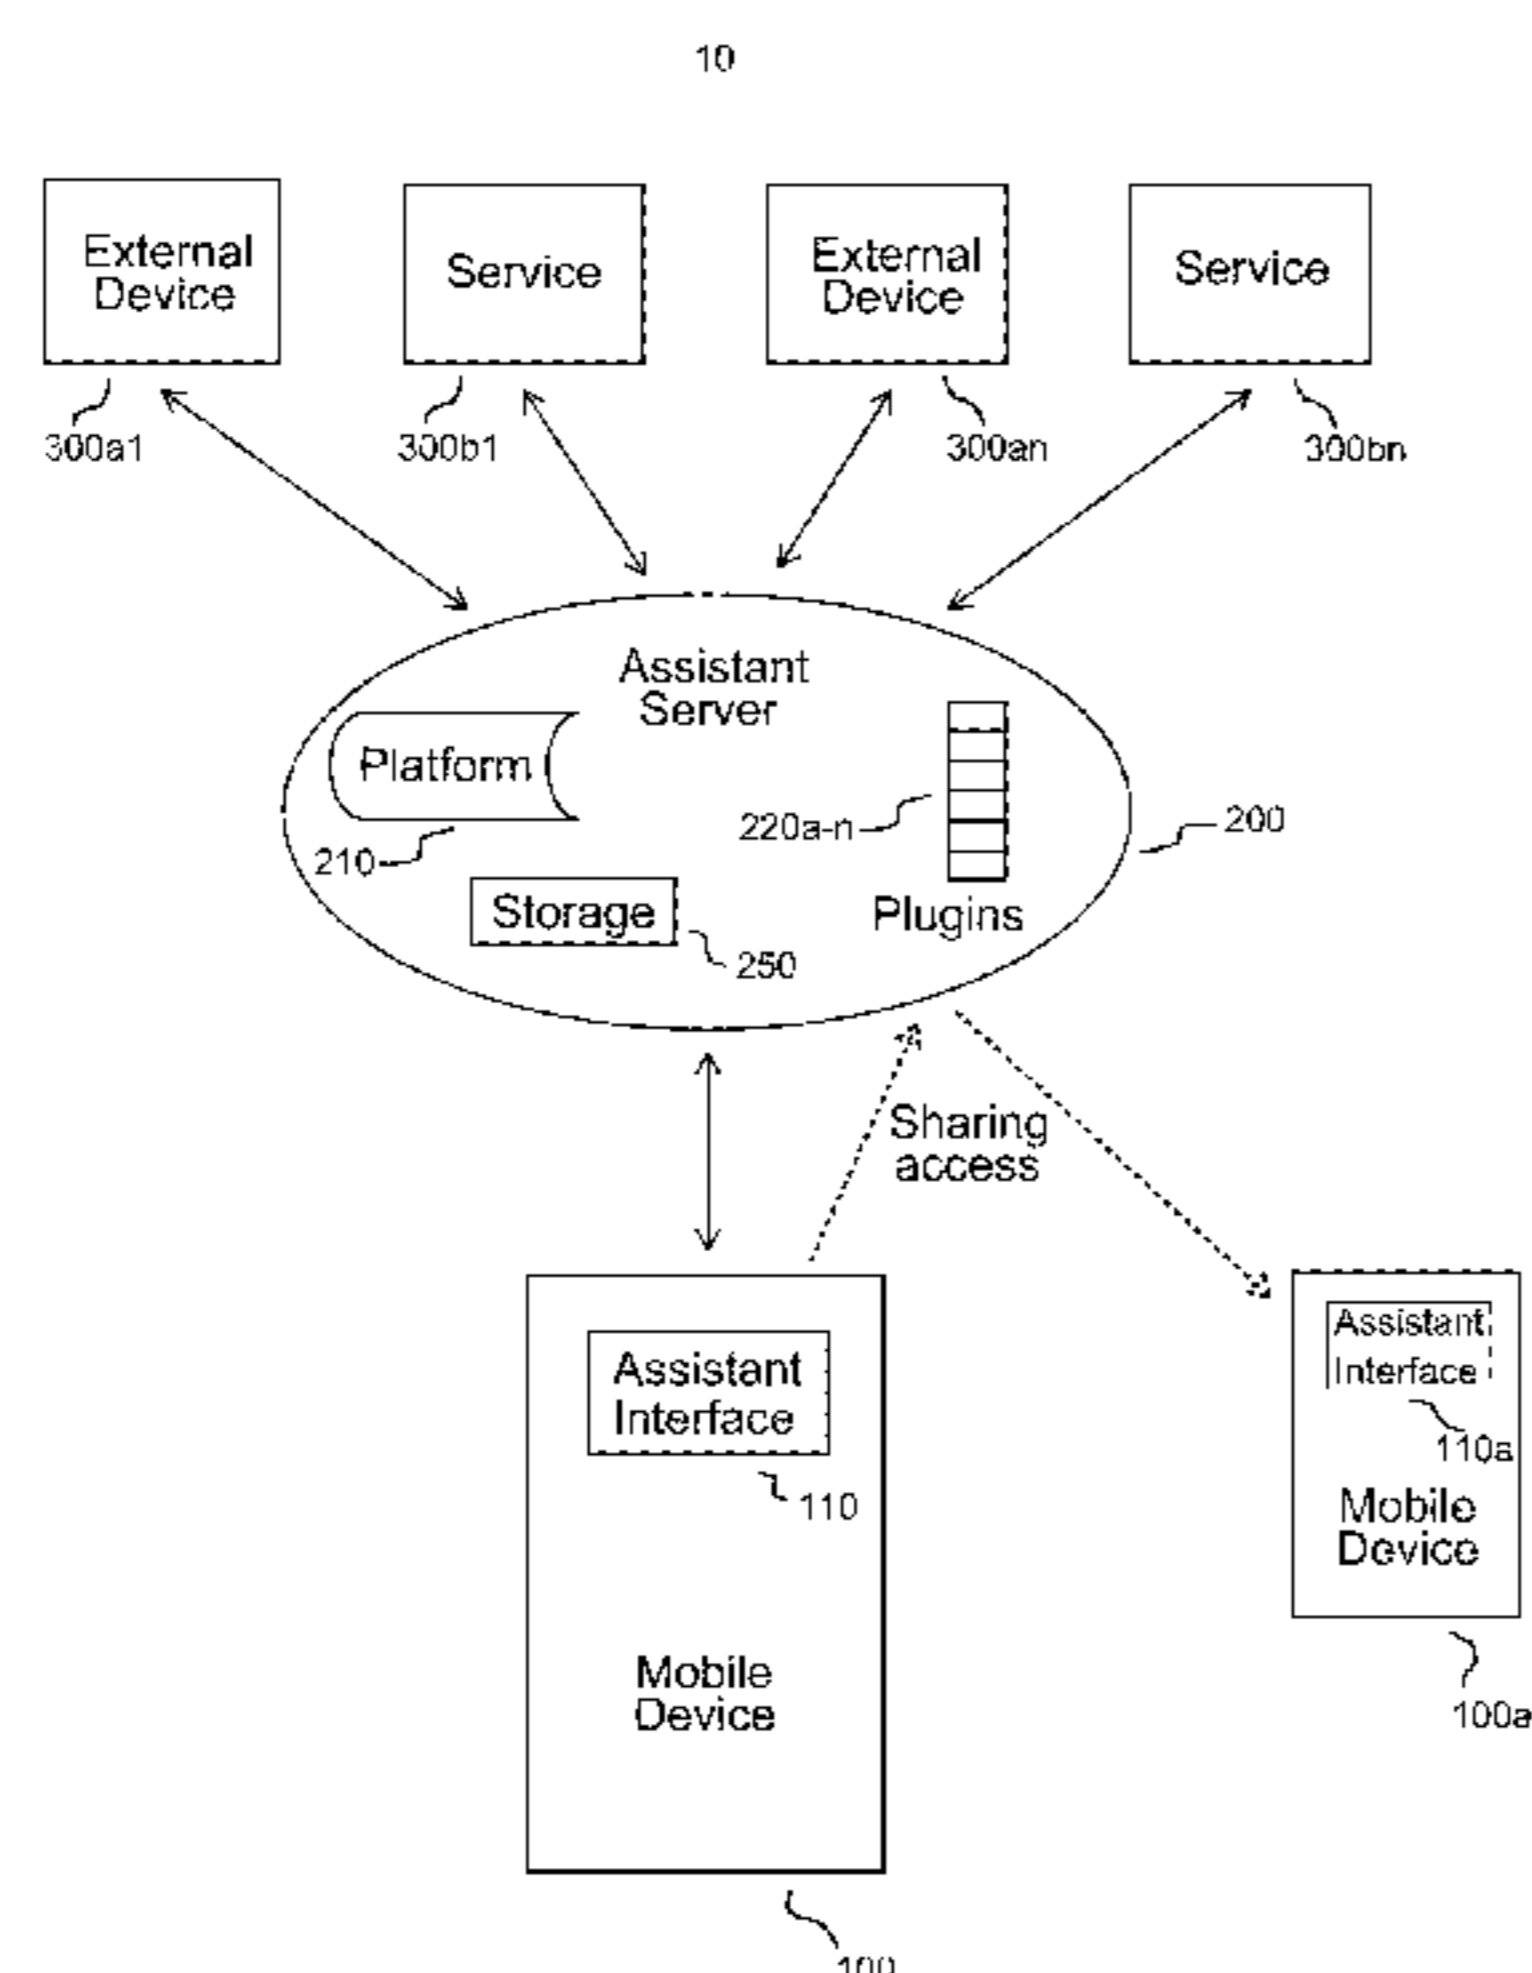 10
External
Device
Service
External
Device
Service
300a1
300b1
300an
300bn
Assistant
Server
Platform
220a-n
200
210
Storage
Plugins
250
Sharing
access
Assistant
Interface
110
Assistant
Interface
110a
Mobile
Device
Mobile
Device
100a
100